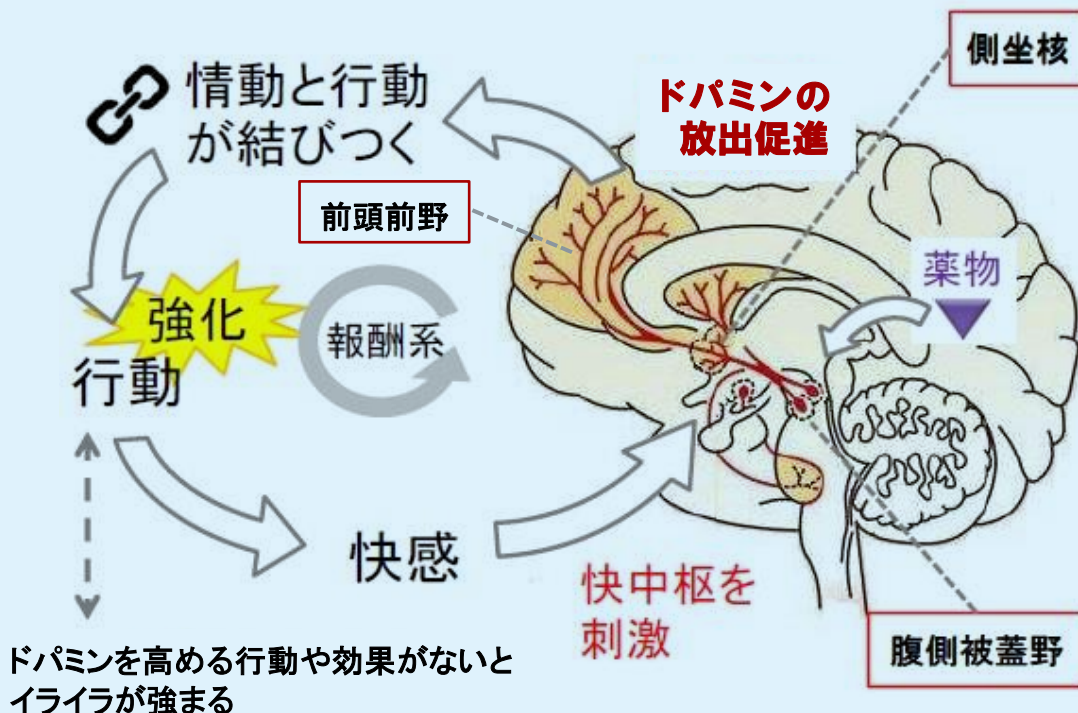 側坐核
情動と行動
が結びつく
ドパミンの
放出促進
前頭前野
薬物
強化
報酬系
行動
快感
快中枢を
刺激
腹側被蓋野
ドパミンを高める行動や効果がないと
イライラが強まる